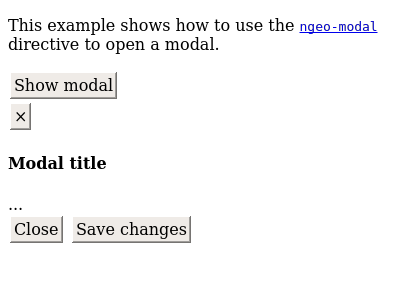 This example shows how to use the ngeo-modal
directive to open a modal.
Show modal
×
Modal title
...
Close Save changes